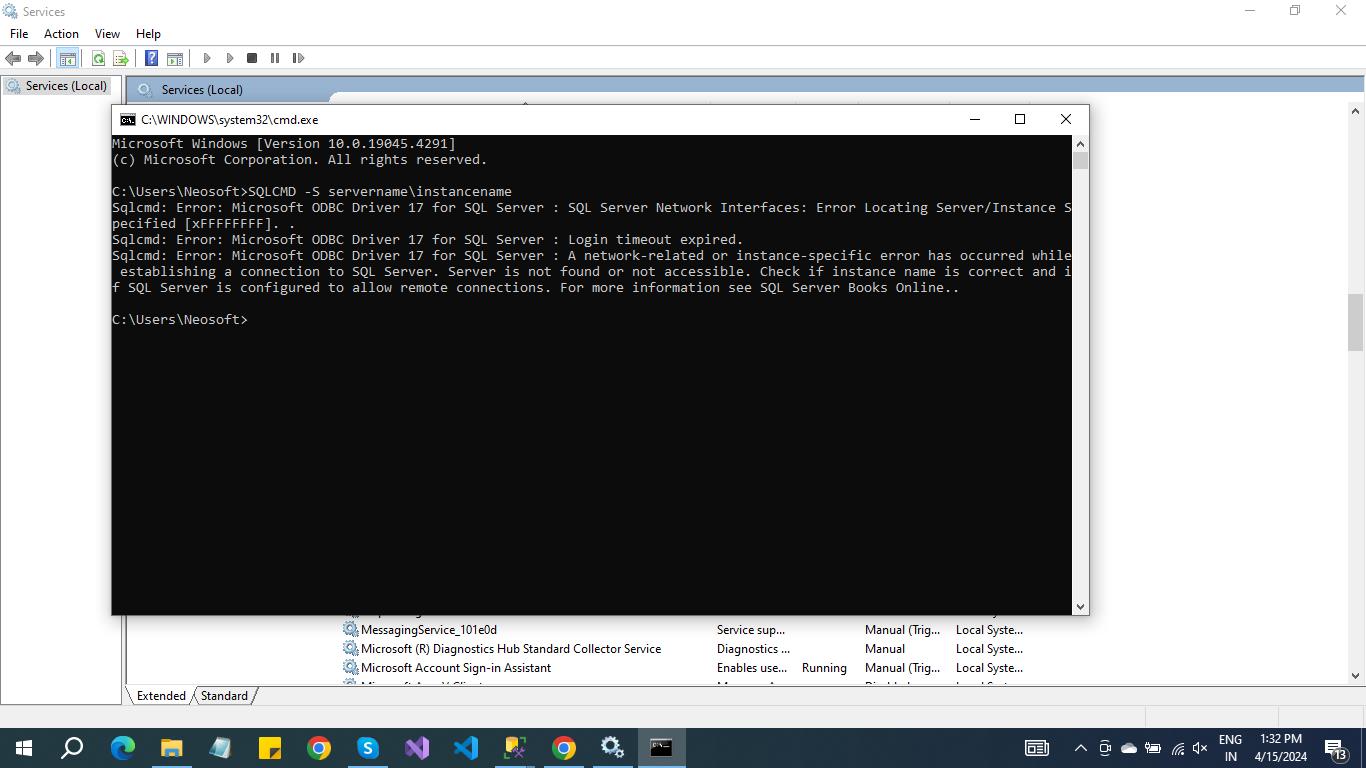 Services
File Action View Help
Services (Local)
Services (Local)
C:\WINDOWS\system32\cmd.exe
Microsoft Windows [Version 10.0.19045.4291]
(c) Microsoft Corporation. All rights reserved.
C:\Users\Neosoft>SQLCMD -S servername\instancename
Sqlcmd: Error: Microsoft ODBC Driver 17 for SQL Server : SQL Server Network Interfaces: Error Locating Server/Instance S
pecified [xFFFFFFFF]. .
Sqlcmd: Error: Microsoft ODBC Driver 17 for SQL Server : Login timeout expired.
Sqlcmd: Error: Microsoft ODBC Driver 17 for SQL Server : A network-related or instance-specific error has occurred while
 establishing a connection to SQL Server. Server is not found or not accessible. Check if instance name is correct and i
f SQL Server is configured to allow remote connections. For more information see SQL Server Books Online..
C:\Users\Neosoft>
MessagingService_101e0d Service sup... Manual (Trig... Local Syste...
Microsoft (R) Diagnostics Hub Standard Collector Service Diagnostics ... Manual Local Syste...
Microsoft Account Sign-in Assistant Enables use... Running Manual (Trig... Local Syste...
Extended Standard
ENG 1:32 PM
IN 4/15/2024
13